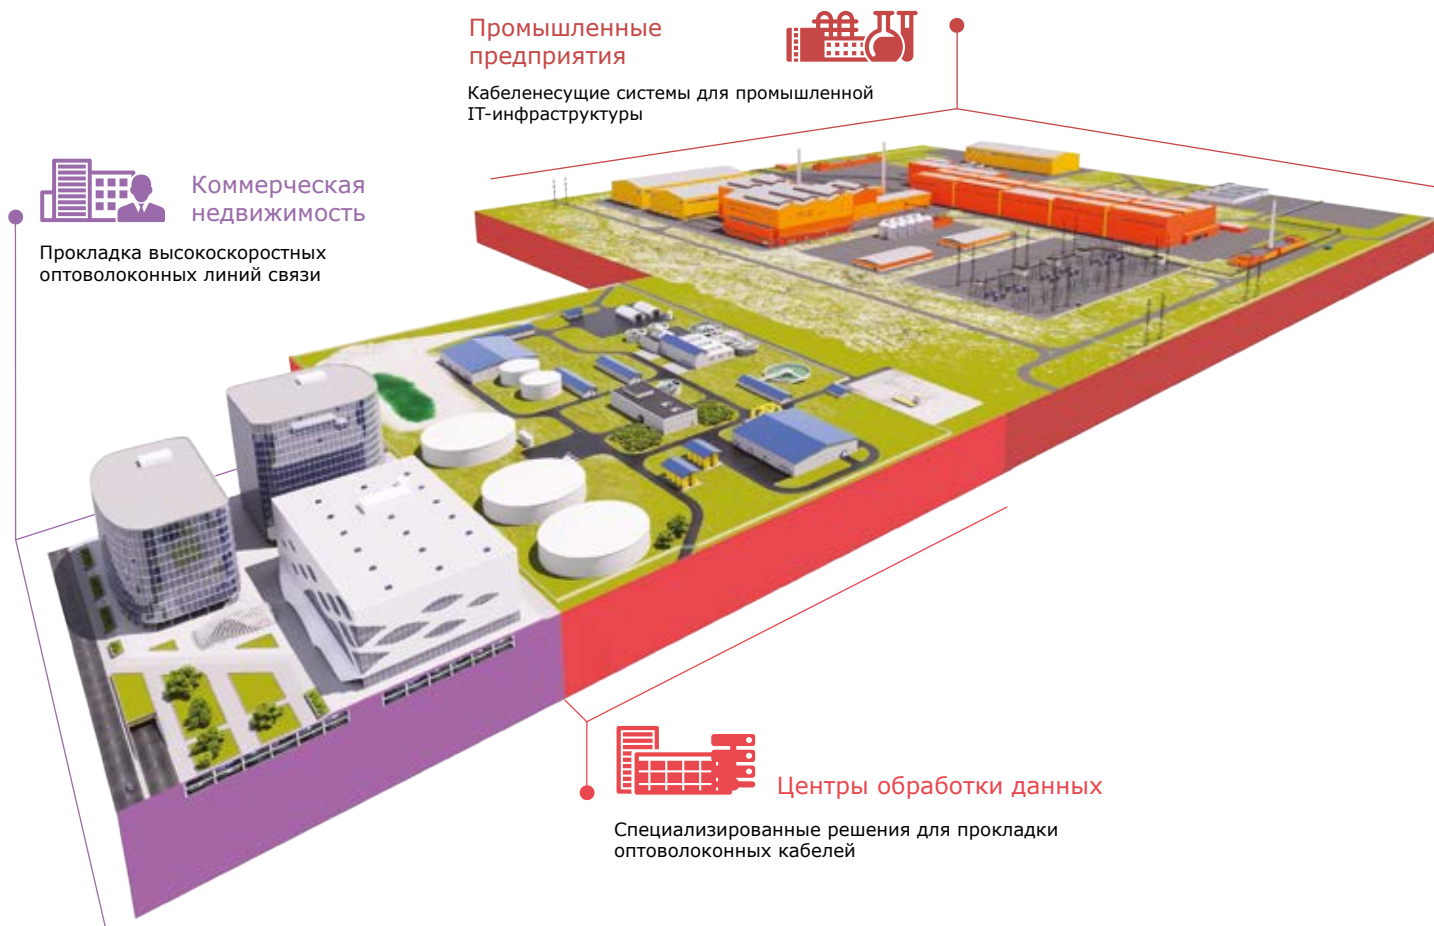 Промышленные
предприятия
Кабеленесущие системы для промышленной
IT-инфраструктуры
Коммерческая
недвижимость
Прокладка высокоскоростных
оптоволоконных линий связи
Центры обработки данных
Специализированные решения для прокладки
оптоволоконных кабелей